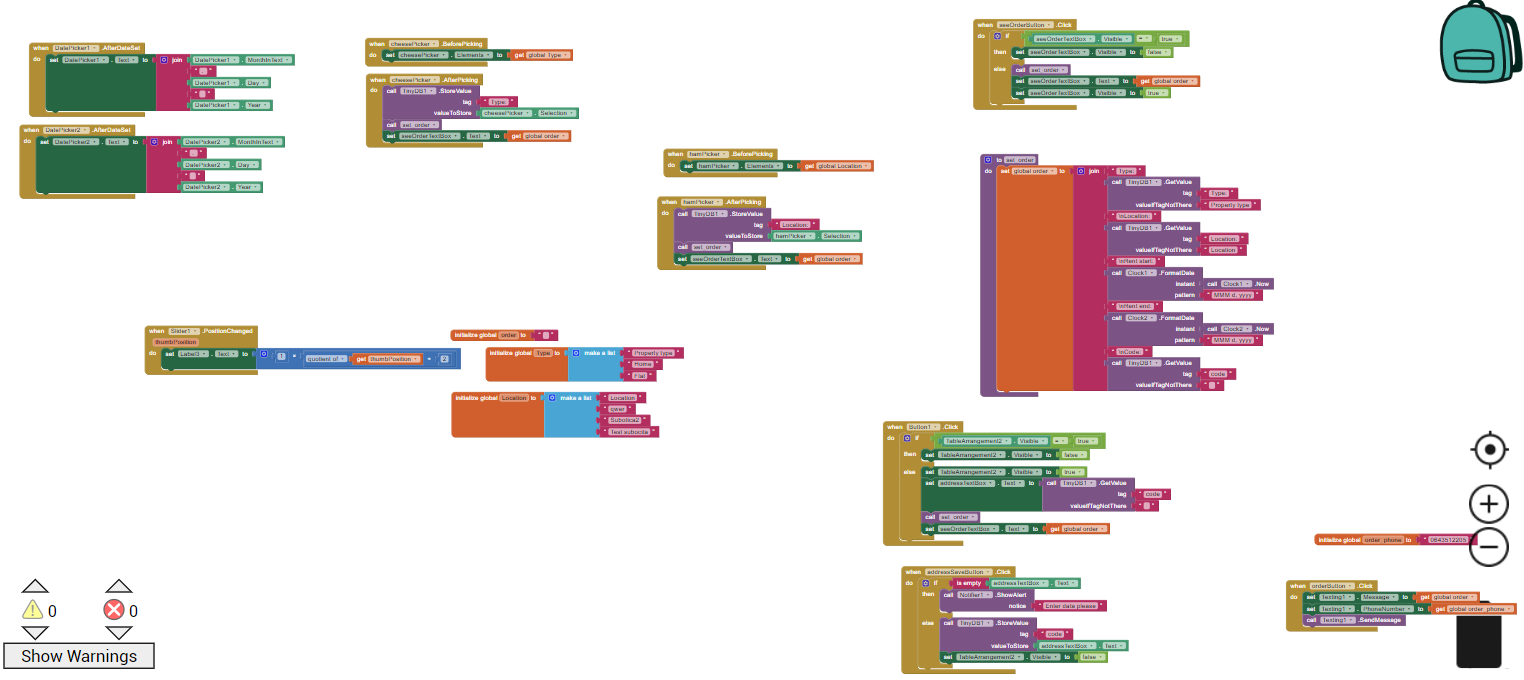 when DatePicker1 .AfterDateSet
do set DatePicker1 . Text to join DatePicker1 . MonthInText
" "
DatePicker1 . Day
" "
DatePicker1 . Year
when DatePicker2 .AfterDateSet
do set DatePicker2 . Text to join DatePicker2 . MonthInText
" "
DatePicker2 . Day
" "
DatePicker2 . Year
when cheesePicker .BeforePicking
do set cheesePicker . Elements to get global Type
when cheesePicker .AfterPicking
do call TinyDB1 .StoreValue
tag " Type: "
valueToStore cheesePicker . Selection
call set_order
set seeOrderTextBox . Text to get global order
when hamPicker .BeforePicking
do set hamPicker . Elements to get global Location
when hamPicker .AfterPicking
do call TinyDB1 .StoreValue
tag " Location: "
valueToStore hamPicker . Selection
call set_order
set seeOrderTextBox . Text to get global order
when seeOrderButton .Click
do if seeOrderTextBox . Visible = true
then set seeOrderTextBox . Visible to false
else call set_order
set seeOrderTextBox . Text to get global order
set seeOrderTextBox . Visible to true
to set_order
do set global order to join " Type: "
call TinyDB1 .GetValue
tag " Type: "
valueIfTagNotThere " Property type "
" \nLocation: "
call TinyDB1 .GetValue
tag " Location: "
valueIfTagNotThere " Location "
" \nRent start: "
call Clock1 .FormatDate
instant call Clock1 .Now
pattern " MMM d, yyyy "
" \nRent end: "
call Clock2 .FormatDate
instant call Clock2 .Now
pattern " MMM d, yyyy "
" \nCode: "
call TinyDB1 .GetValue
tag " code "
valueIfTagNotThere " "
when Slider1 .PositionChanged
thumbPosition
do set Label3 . Text to 1 × quotient of get thumbPosition ÷ 2
initialize global order to " "
initialize global Type to make a list " Property type "
" Home "
" Flat "
initialize global Location to make a list " Location "
" qwer "
" Subotica2 "
" Test subocita "
when Button1 .Click
do if TableArrangement2 . Visible = true
then set TableArrangement2 . Visible to false
else set TableArrangement2 . Visible to true
set addressTextBox . Text to call TinyDB1 .GetValue
tag " code "
valueIfTagNotThere " "
call set_order
set seeOrderTextBox . Text to get global order
when addressSaveButton .Click
do if is empty addressTextBox . Text
then call Notifier1 .ShowAlert
notice " Enter data please "
else call TinyDB1 .StoreValue
tag " code "
valueToStore addressTextBox . Text
set TableArrangement2 . Visible to false
initialize global order_phone to " 0643512205
when orderButton .Click
do set Texting1 . Message to get global order
set Texting1 . PhoneNumber to get global order_phone
call Texting1 .SendMessage
0 0
Show Warnings